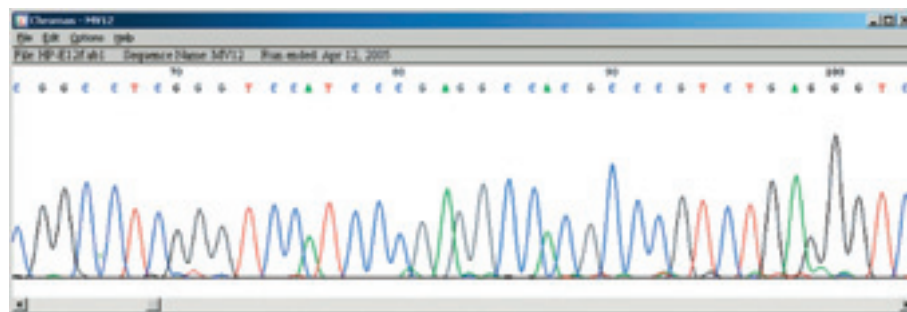 Chromas - MV12
File Edit Options Help
File: HP-E12f.ab1 Sequence Name: MV12 Run ended: Apr 12, 2005
70 80 90 100
C G G C C T C G G G T C C A T C C C G A G G C C A C G C C C G T C T G A G G G T C